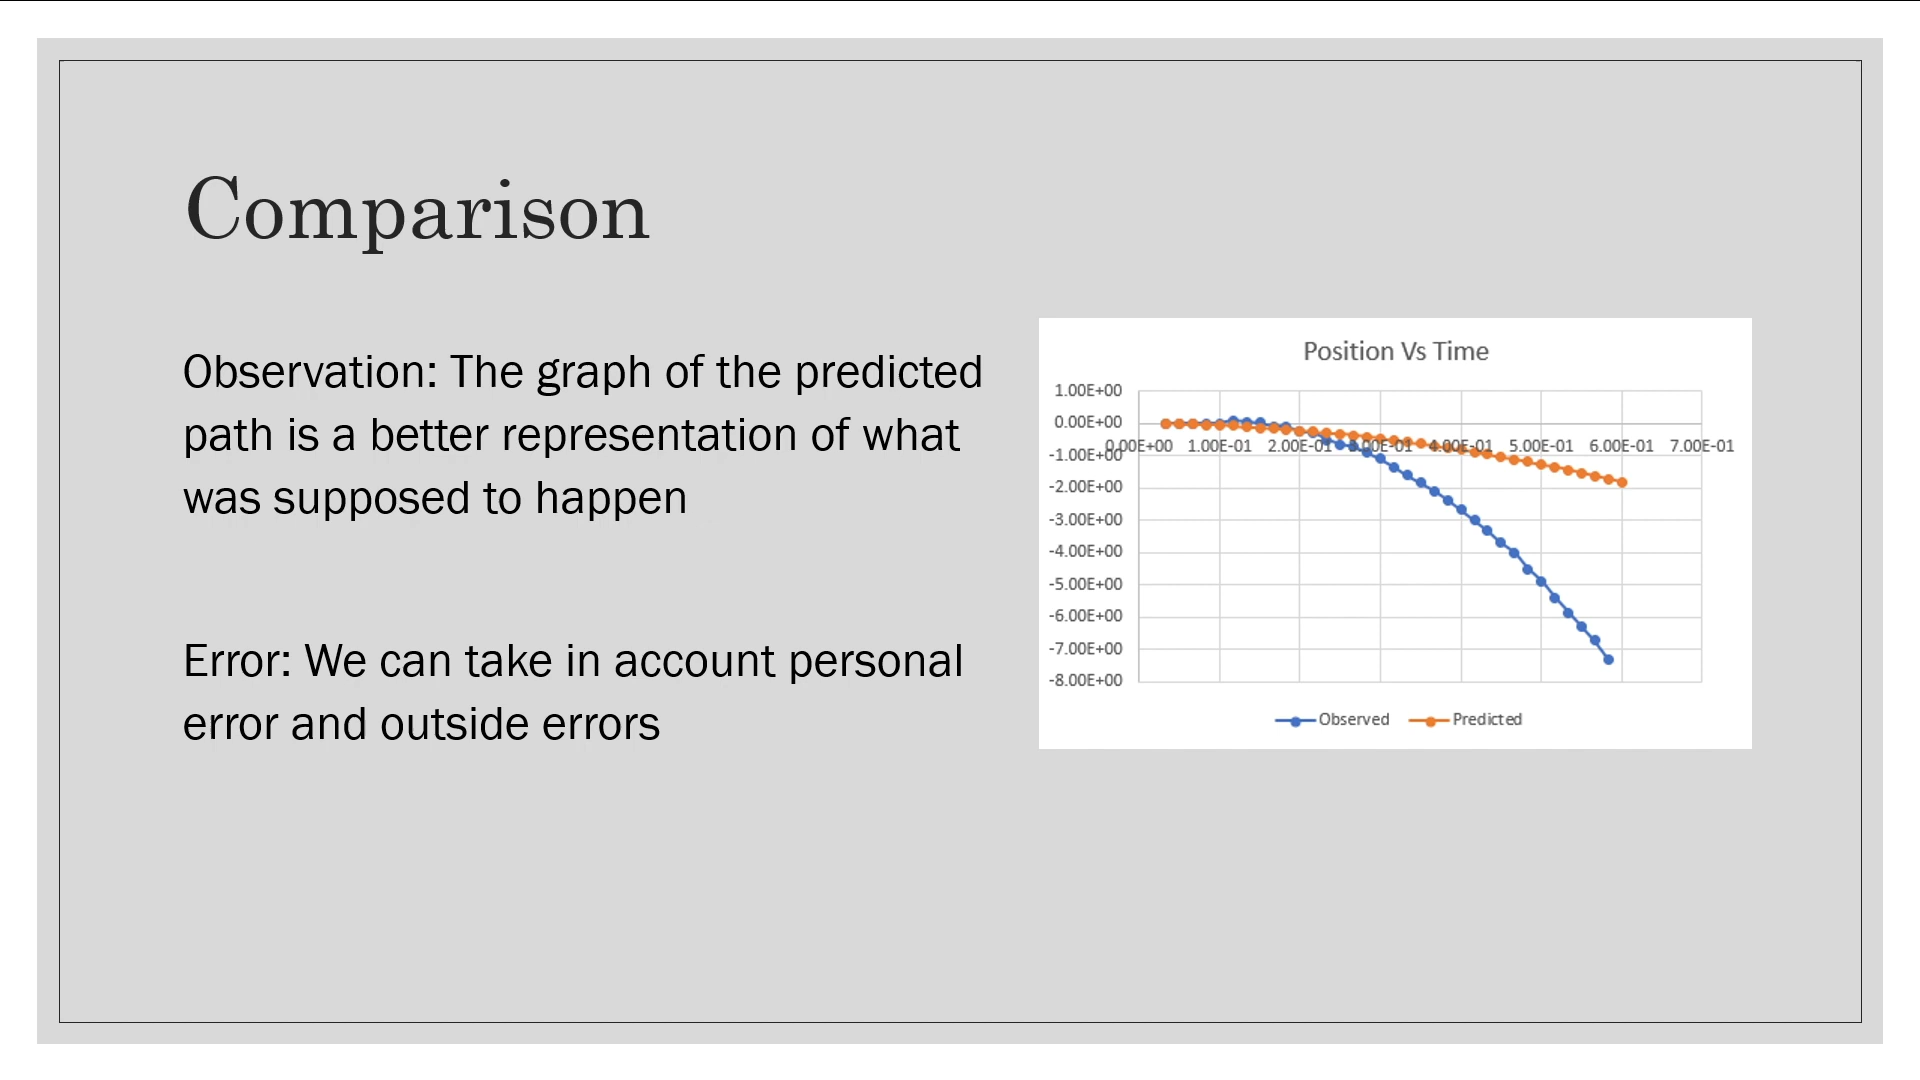 Comparison
Observation: The graph of the predicted
path is a better representation of what
was supposed to happen
Error: We can take in account personal
error and outside errors
Position Vs Time
1.00E+00
0.00E+00
0.00E+00 1.00E-01 2.00E-01 3.00E-01 4.00E-01 5.00E-01 6.00E-01 7.00E-01
-1.00E+00
-2.00E+00
-3.00E+00
-4.00E+00
-5.00E+00
-6.00E+00
-7.00E+00
-8.00E+00
Observed Predicted